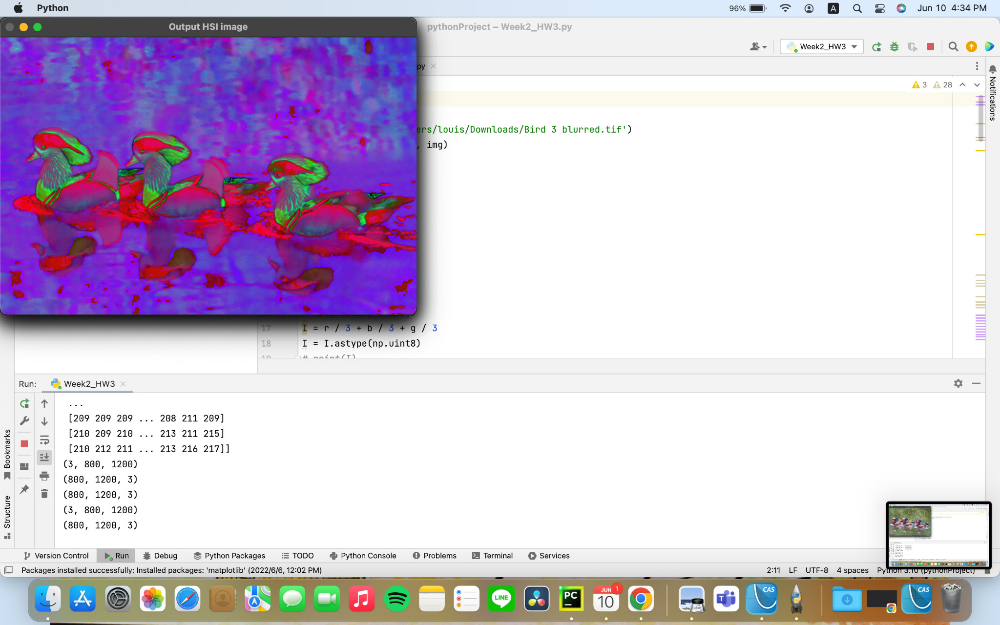 Python
96%
A
Jun 10 4:34 PM
Output HSI image
pythonProject – Week2_HW3.py
Week2_HW3
py
3
28
Notifications
ers/louis/Downloads/Bird 3 blurred.tif')
, img)
17 I = r / 3 + b / 3 + g / 3
18 I = I.astype(np.uint8)
19 # print(I)
Run: Week2_HW3
...
[209 209 209 ... 208 211 209]
[210 209 210 ... 213 211 215]
[210 212 211 ... 213 216 217]]
(3, 800, 1200)
(800, 1200, 3)
(800, 1200, 3)
(3, 800, 1200)
(800, 1200, 3)
Bookmarks
Structure
Version Control Run Debug Python Packages TODO Python Console Problems Terminal Services
Packages installed successfully: Installed packages: 'matplotlib' (2022/6/6, 12:02 PM)
2:11 LF UTF-8 4 spaces Python 3.10 (pythonProject)
LINE
PC
JUN
1
10
T
CAS
CAS